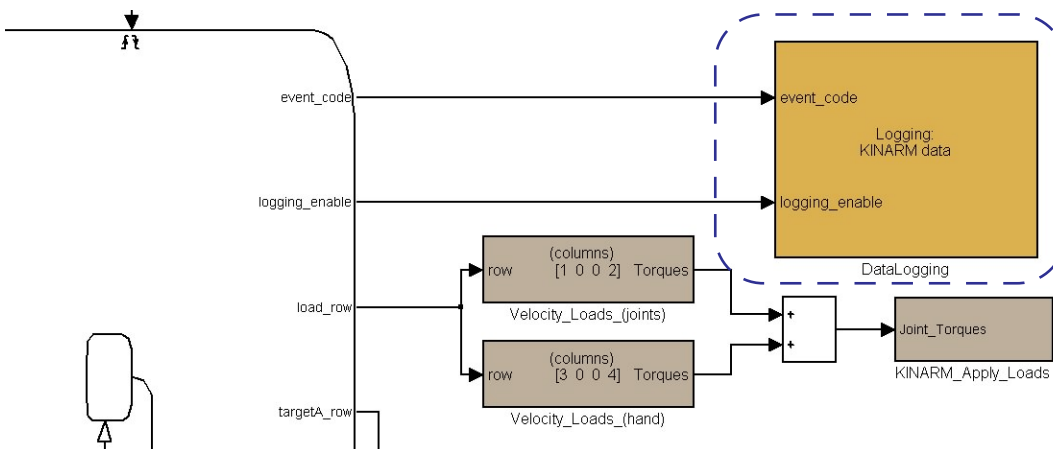 event_code
event_code
Logging:
KINARM data
logging_enable
logging_enable
DataLogging
(columns)
row [1 0 0 2] Torques
Velocity_Loads_(joints)
load_row
+
+
Joint_Torques
KINARM_Apply_Loads
(columns)
row [3 0 0 4] Torques
Velocity_Loads_(hand)
targetA_row